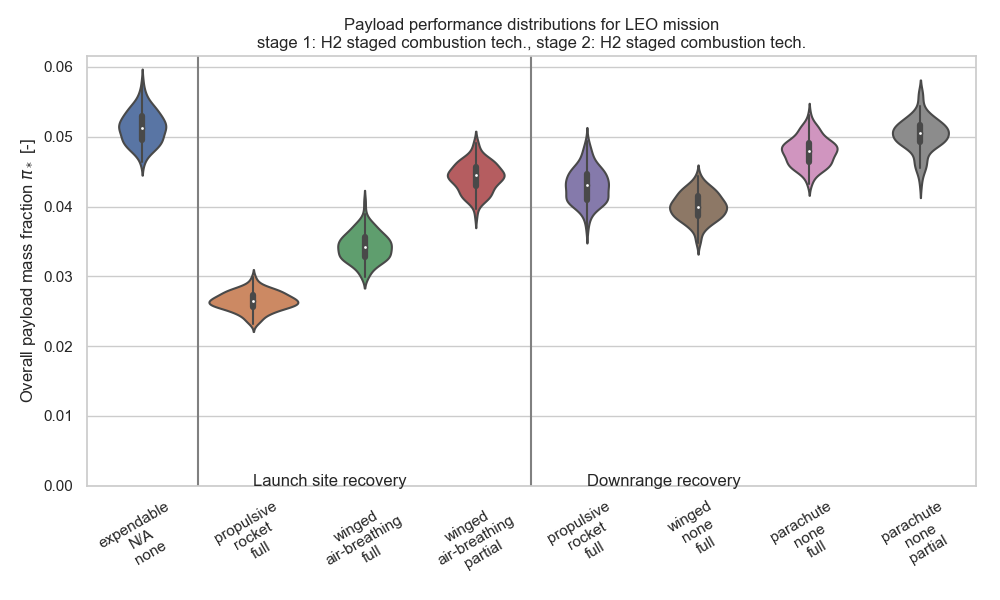 Payload performance distributions for LEO mission
stage 1: H2 staged combustion tech., stage 2: H2 staged combustion tech.
Overall payload mass fraction π* [-]
0.06
0.05
0.04
0.03
0.02
0.01
0.00
Launch site recovery
Downrange recovery
expendable
N/A
none
propulsive
rocket
full
winged
air-breathing
full
winged
air-breathing
partial
propulsive
rocket
full
winged
none
full
parachute
none
full
parachute
none
partial